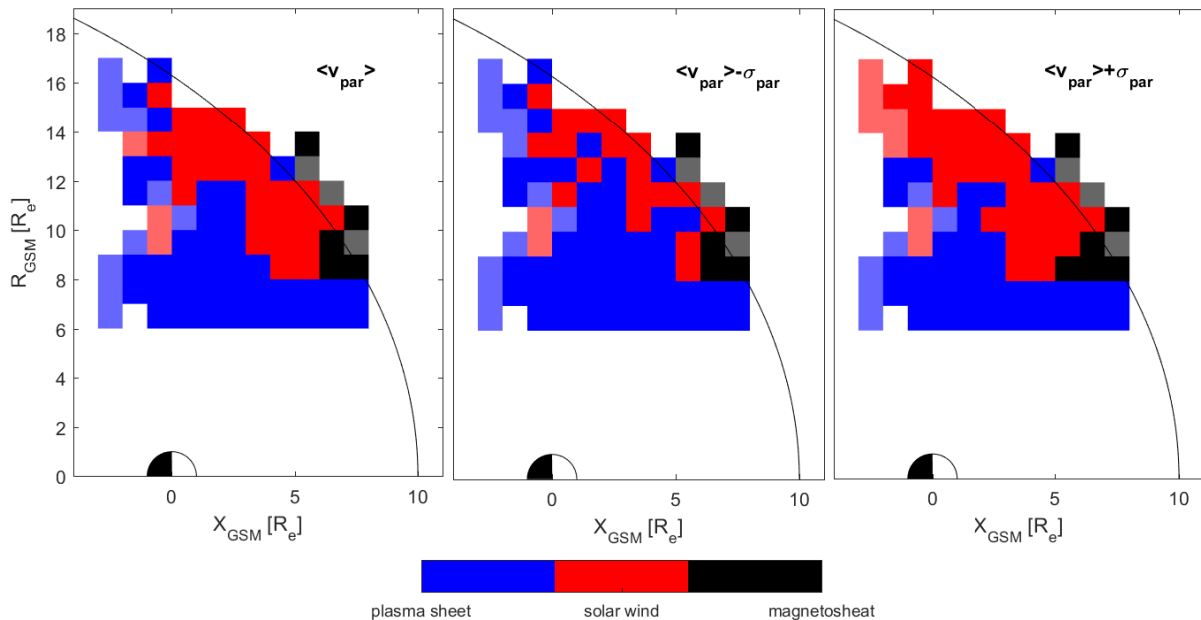 <v_par>
<v_par>-σ_par
<v_par>+σ_par
18
16
14
12
10
8
6
4
2
0
R_GSM [R_e]
0 5 10
0 5 10
0 5 10
X_GSM [R_e]
X_GSM [R_e]
X_GSM [R_e]
plasma sheet solar wind magnetosheat